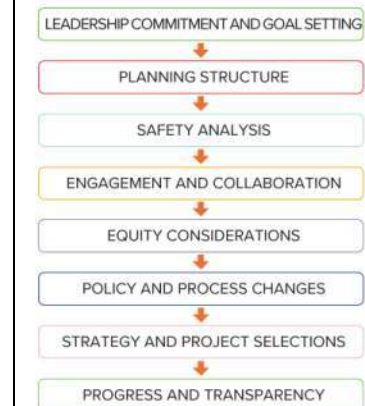 LEADERSHIP COMMITMENT AND GOAL SETTING
PLANNING STRUCTURE
SAFETY ANALYSIS
ENGAGEMENT AND COLLABORATION
EQUITY CONSIDERATIONS
POLICY AND PROCESS CHANGES
STRATEGY AND PROJECT SELECTIONS
PROGRESS AND TRANSPARENCY